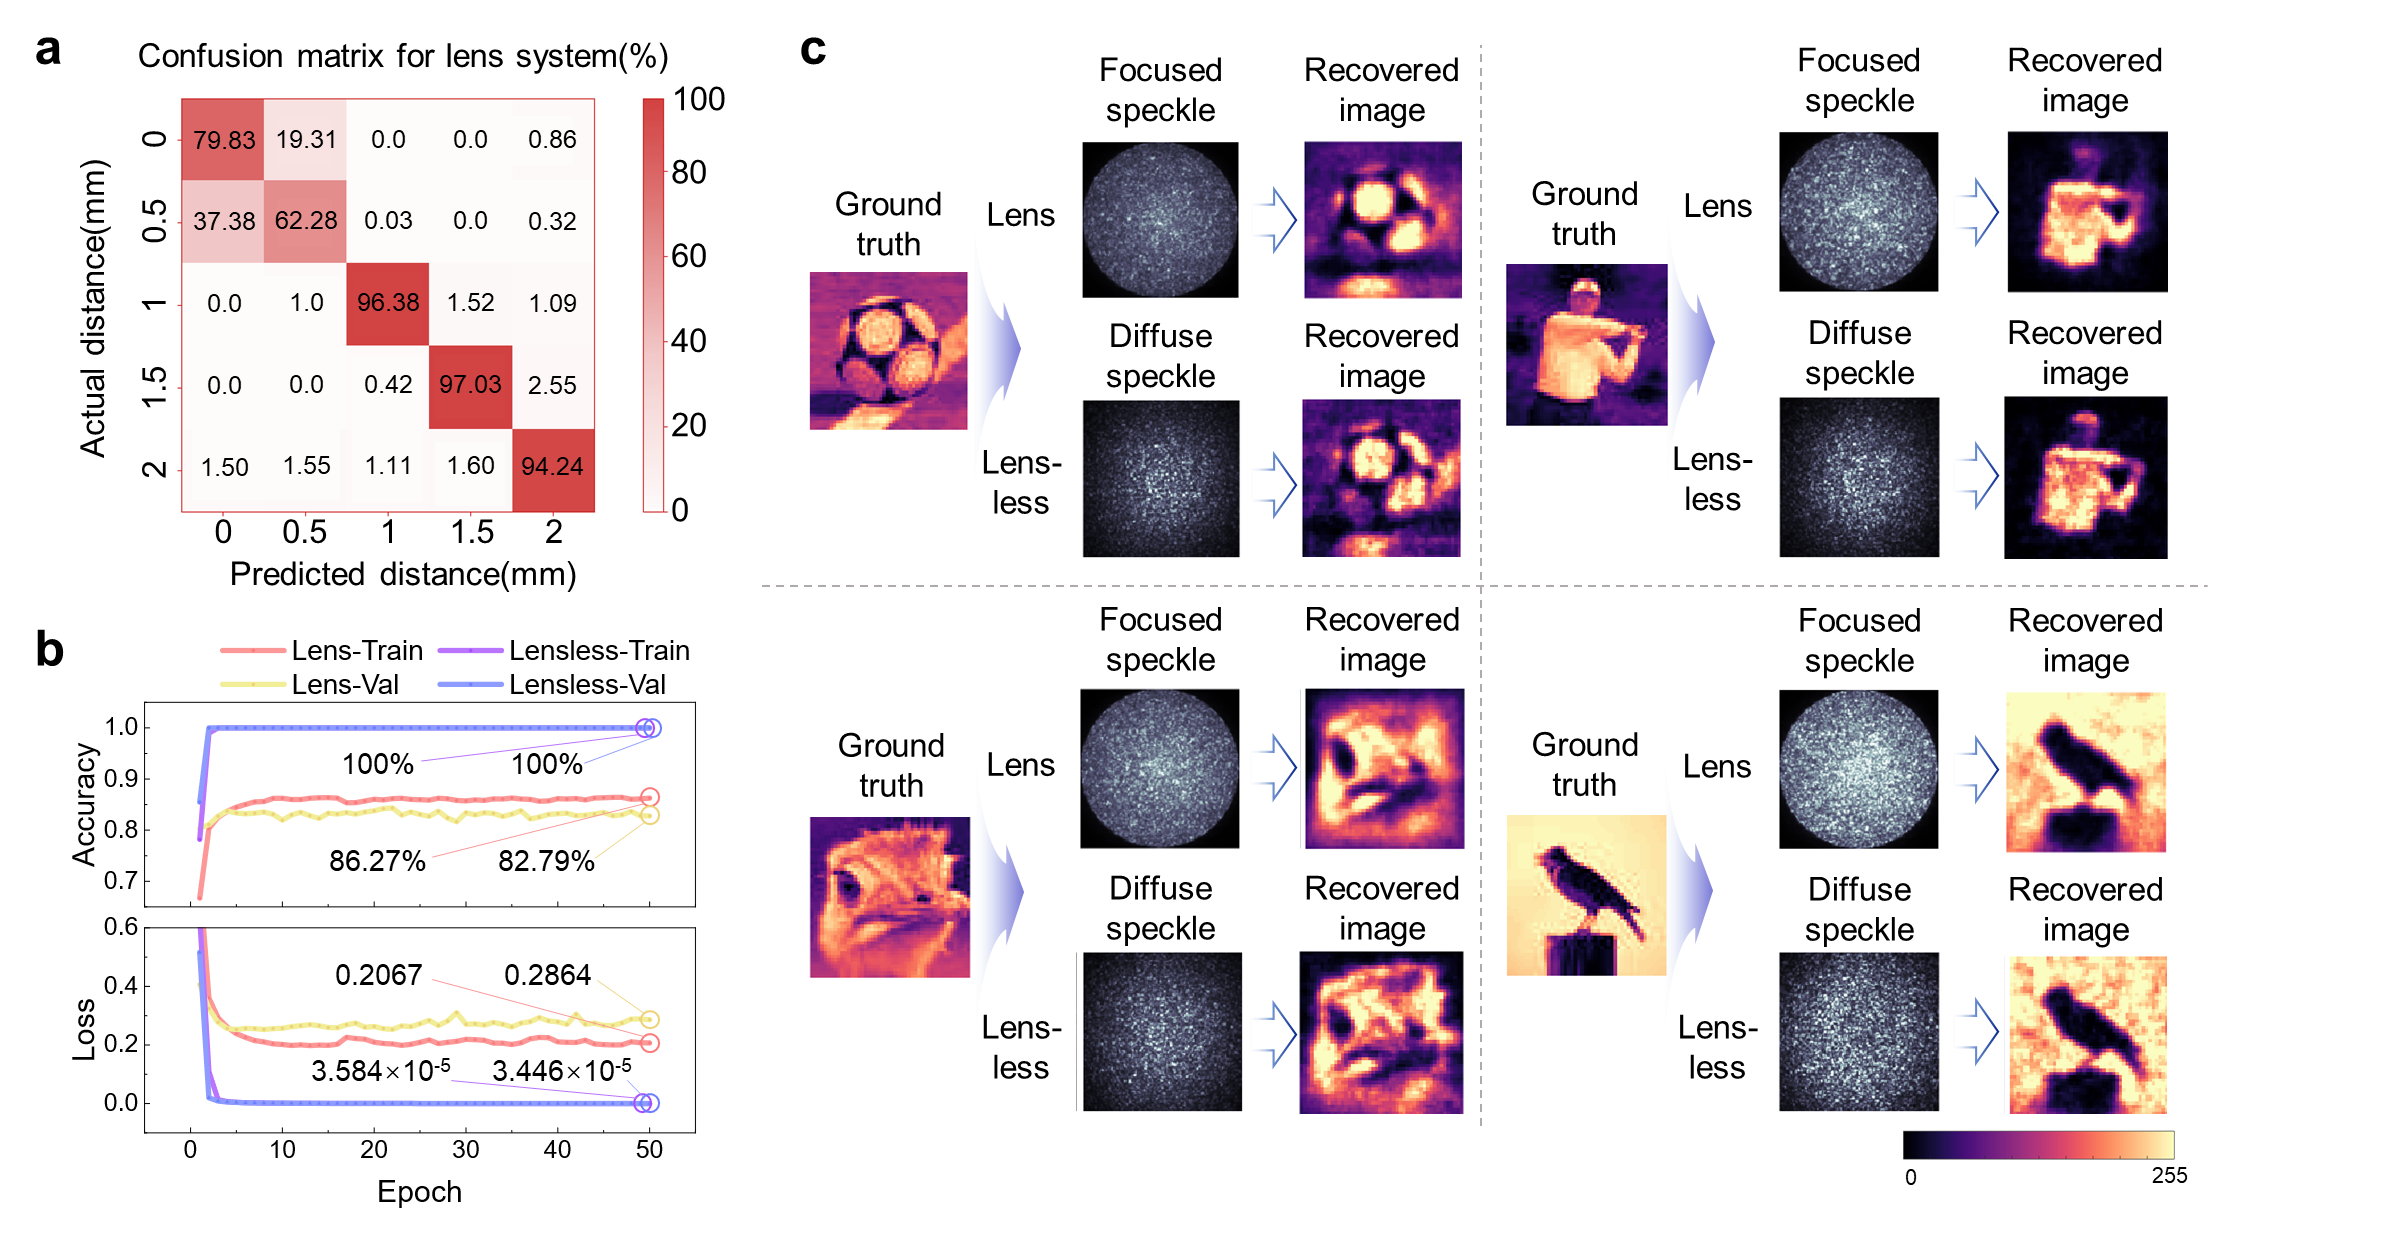 a
Confusion matrix for lens system(%)
Actual distance(mm)
0
79.83 19.31 0.0 0.0 0.86
0.5
37.38 62.28 0.03 0.0 0.32
1
0.0 1.0 96.38 1.52 1.09
1.5
0.0 0.0 0.42 97.03 2.55
2
1.50 1.55 1.11 1.60 94.24
0 0.5 1 1.5 2
Predicted distance(mm)
100
80
60
40
20
0
b
Lens-Train
Lensless-Train
Lens-Val
Lensless-Val
Accuracy
1.0
0.9
0.8
0.7
100%
100%
86.27%
82.79%
Loss
0.6
0.4
0.2
0.0
0.2067
0.2864
3.584×10-5
3.446×10-5
0 10 20 30 40 50
Epoch
c
Ground
truth
Lens
Focused
speckle
Recovered
image
Lens-
less
Diffuse
speckle
Recovered
image
Ground
truth
Lens
Focused
speckle
Recovered
image
Lens-
less
Diffuse
speckle
Recovered
image
Ground
truth
Lens
Focused
speckle
Recovered
image
Lens-
less
Diffuse
speckle
Recovered
image
Ground
truth
Lens
Focused
speckle
Recovered
image
Lens-
less
Diffuse
speckle
Recovered
image
0
255